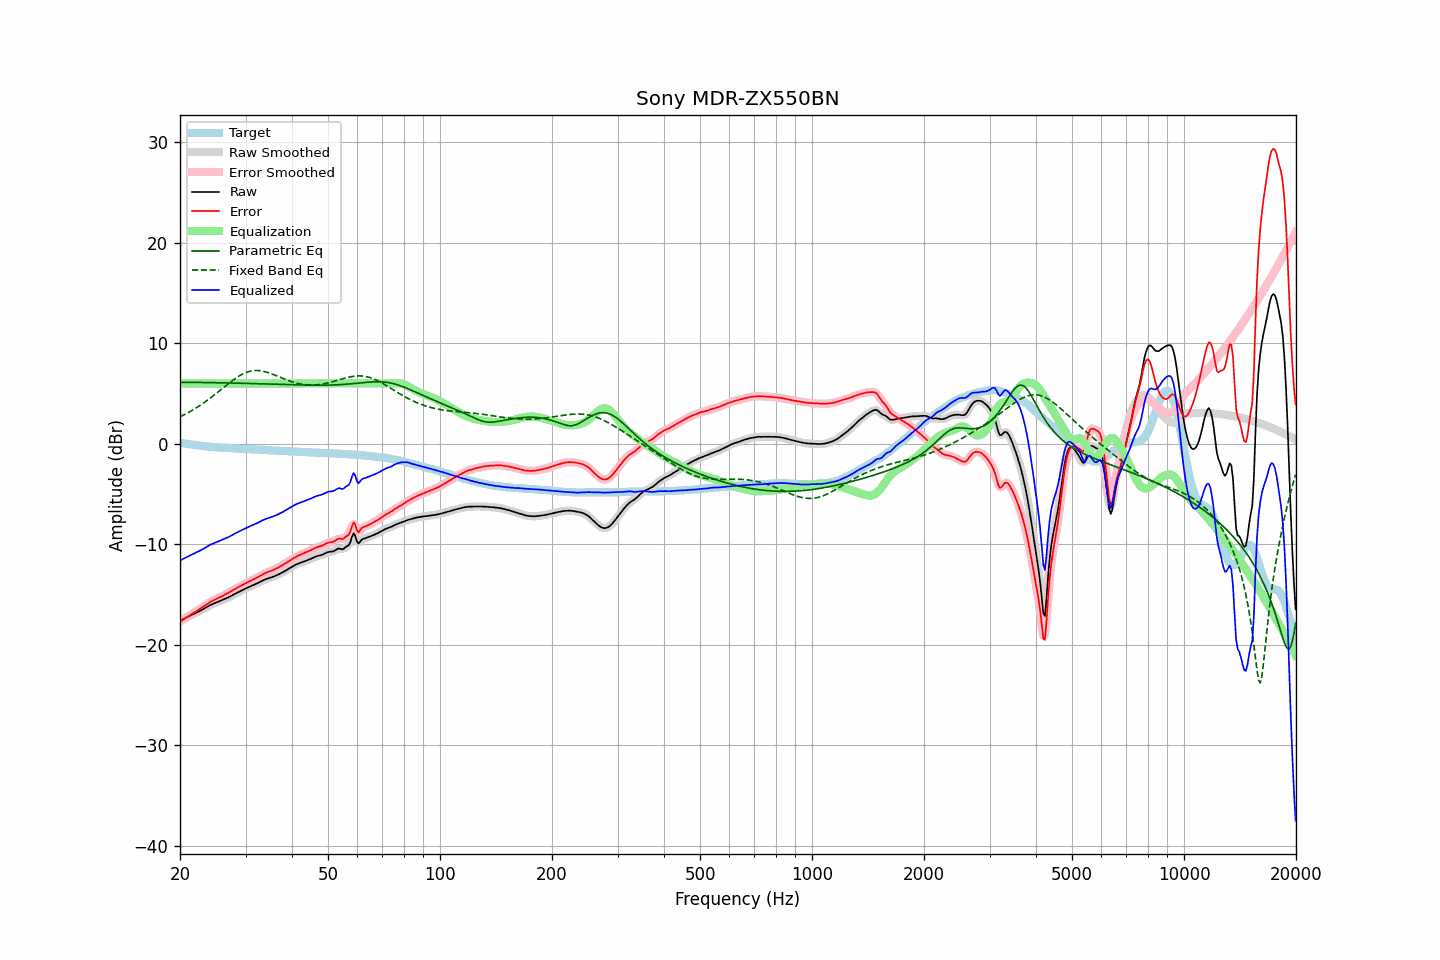 Sony MDR-ZX550BN
Target
Raw Smoothed
Error Smoothed
Raw
Error
Equalization
Parametric Eq
Fixed Band Eq
Equalized
Amplitude (dBr)
30
20
10
0
−10
−20
−30
−40
20
50
100
200
500
1000
2000
5000
10000
20000
Frequency (Hz)